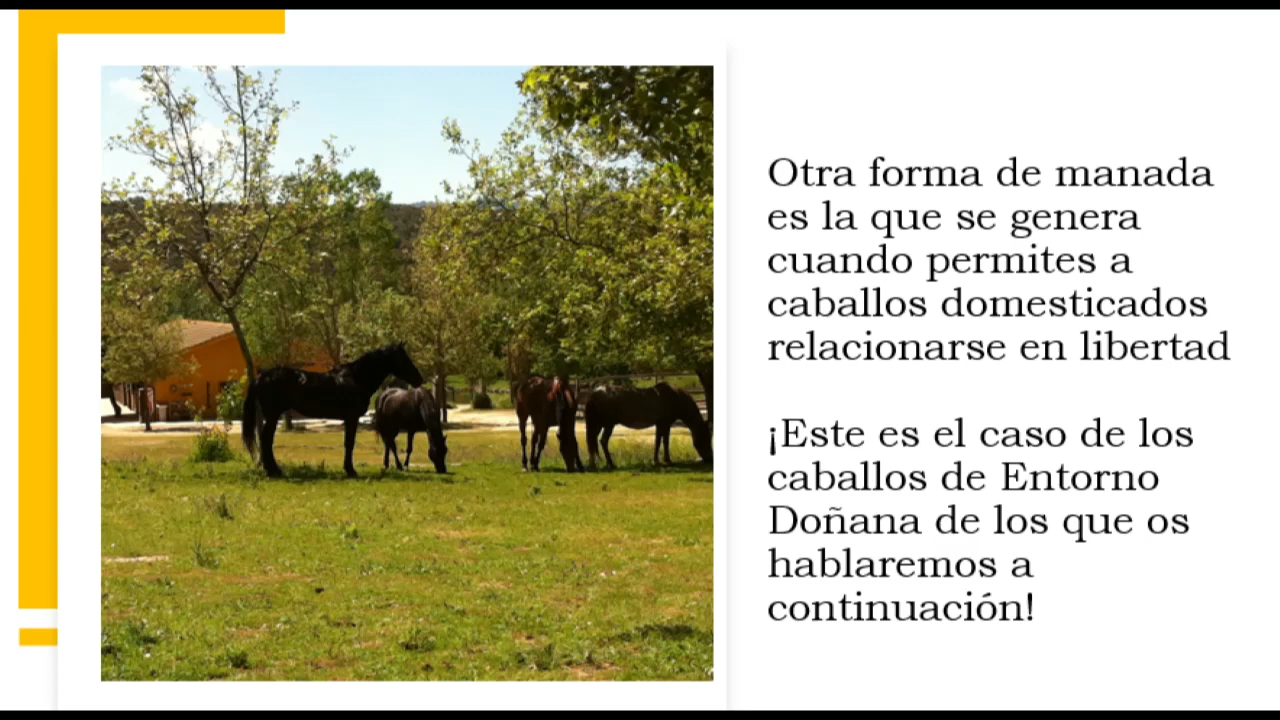 Otra forma de manada
es la que se genera
cuando permites a
caballos domesticados
relacionarse en libertad
¡Este es el caso de los
caballos de Entorno
Doñana de los que os
hablaremos a
continuación!